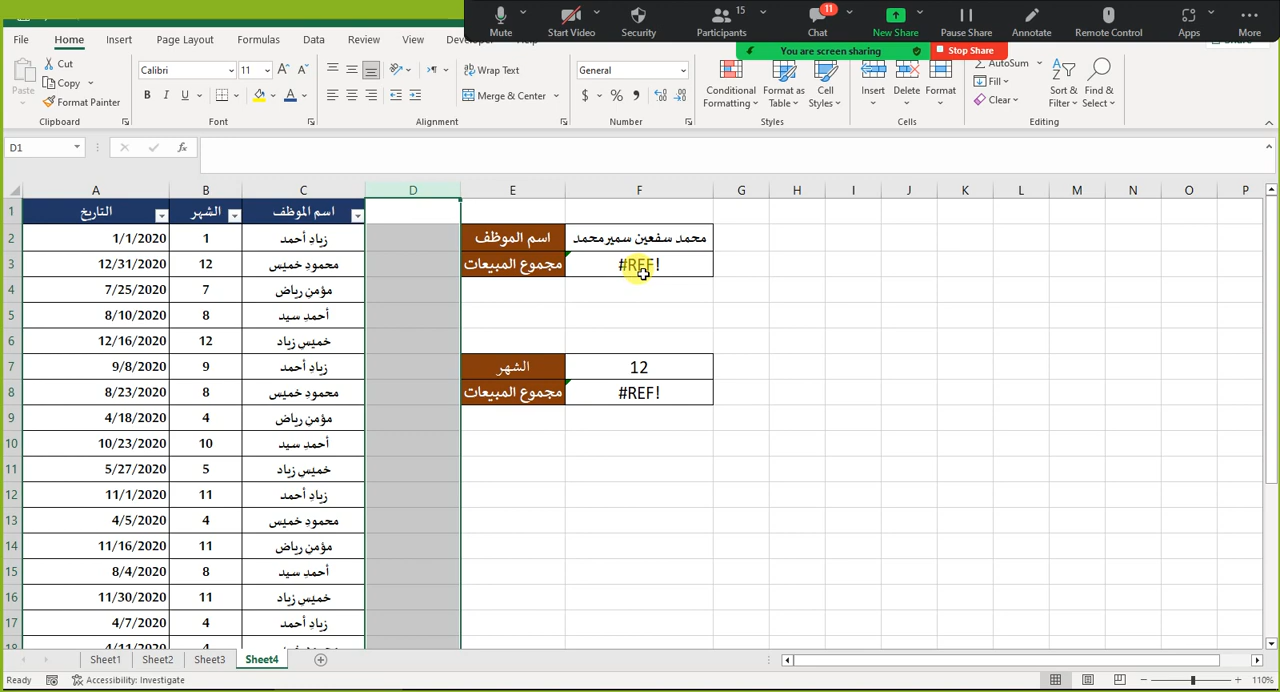 Mute
Start Video
Security
15
Participants
11
Chat
New Share
Pause Share
Annotate
Remote Control
Apps
More
You are screen sharing
Stop Share
File
Home
Insert
Page Layout
Formulas
Data
Review
View
Cut
Copy
Format Painter
Paste
Clipboard
Calibri
11
B I U
Font
Wrap Text
Merge & Center
Alignment
General
$ % ,
Number
Conditional Formatting
Format as Table
Cell Styles
Styles
Insert
Delete
Format
Cells
AutoSum
Fill
Clear
Sort & Filter
Find & Select
Editing
D1
fx
A B C D E F G H I J K L M N O P
1 التاريخ الشهر اسم الموظف
2 1/1/2020 1 زياد أحمد اسم الموظف محمد سفعين سمير محمد
3 12/31/2020 12 محمود خميس مجموع المبيعات #REF!
4 7/25/2020 7 مؤمن رياض
5 8/10/2020 8 أحمد سيد
6 12/16/2020 12 خميس زياد
7 9/8/2020 9 زياد أحمد الشهر 12
8 8/23/2020 8 محمود خميس مجموع المبيعات #REF!
9 4/18/2020 4 مؤمن رياض
10 10/23/2020 10 أحمد سيد
11 5/27/2020 5 خميس زياد
12 11/1/2020 11 زياد أحمد
13 4/5/2020 4 محمود خميس
14 11/16/2020 11 مؤمن رياض
15 8/4/2020 8 أحمد سيد
16 11/30/2020 11 خميس زياد
17 4/7/2020 4 زياد أحمد
18 4/11/2020 4
Sheet1 Sheet2 Sheet3 Sheet4
Ready
Accessibility: Investigate
110%